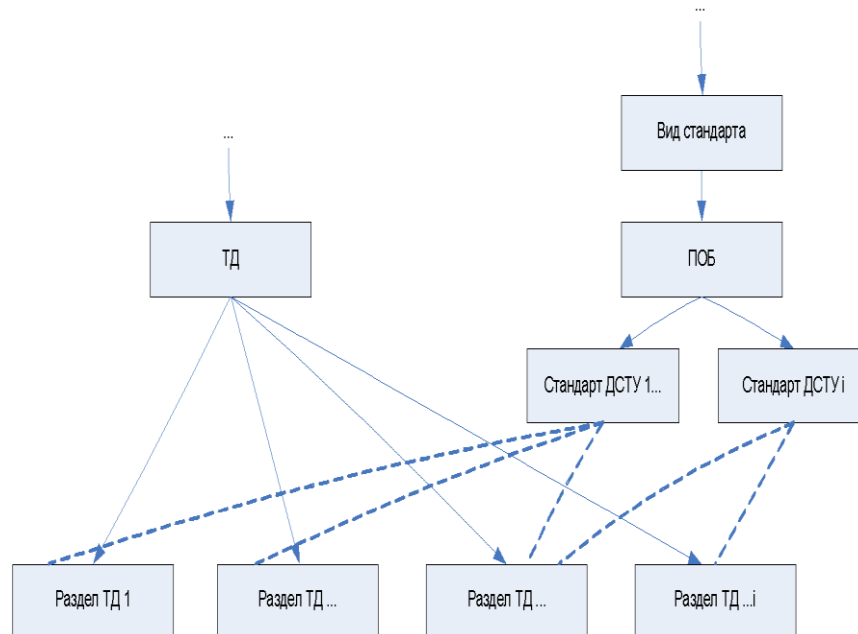 ...
Вид стандарта
...
ТД
ПОБ
Стандарт ДСТУ 1...
Стандарт ДСТУ i
Раздел ТД 1
Раздел ТД ...
Раздел ТД ...
Раздел ТД ...i